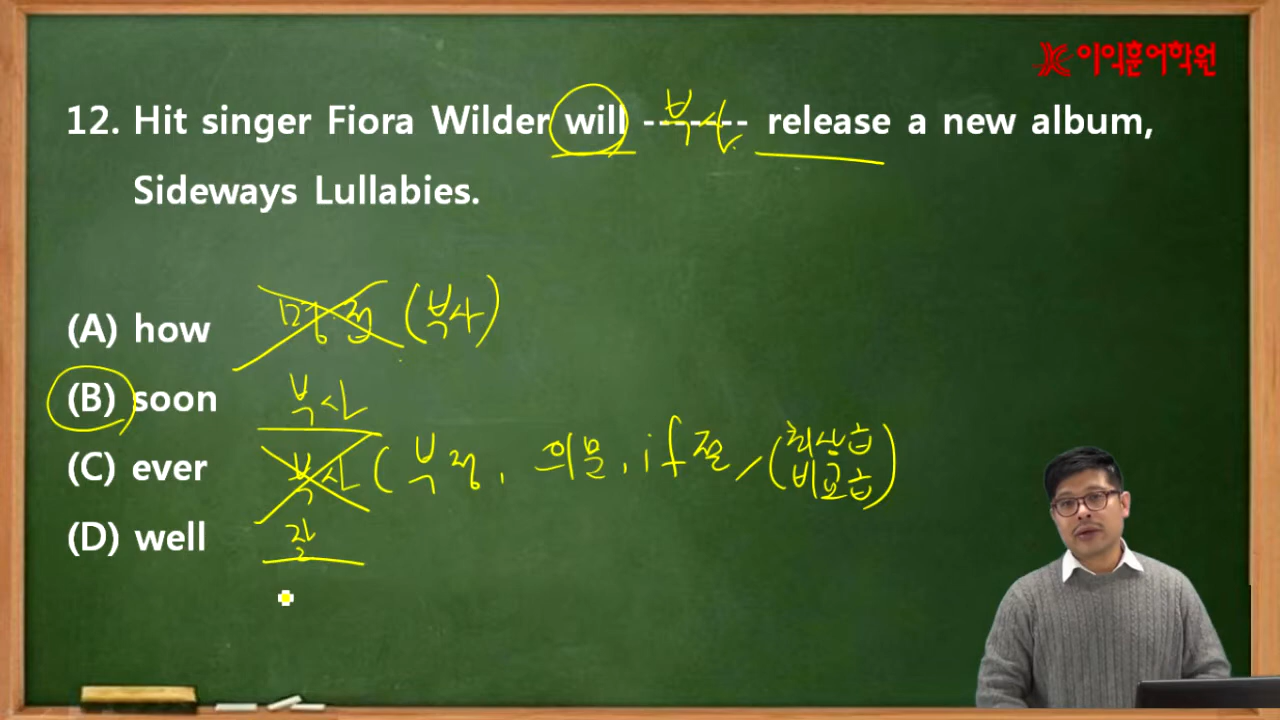 이익훈어학원
12. Hit singer Fiora Wilder will ------- release a new album,
부사
Sideways Lullabies.
(A) how 명절 (부사)
(B) soon 부사
(C) ever 부사 (부정, 의문, if절, (최상급
비교급)
(D) well 잘